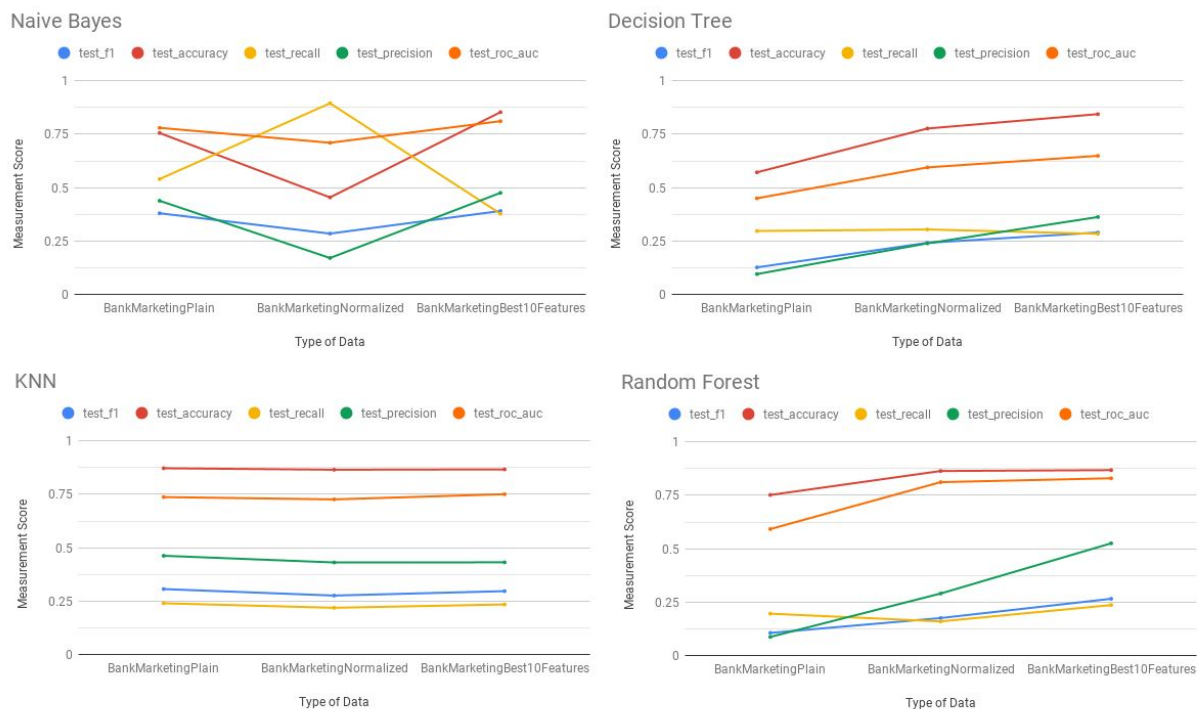 Naive Bayes
test_f1 test_accuracy test_recall test_precision test_roc_auc
1
0.75
0.5
0.25
0
Measurement Score
BankMarketingPlain BankMarketingNormalized BankMarketingBest10Features
Type of Data
Decision Tree
test_f1 test_accuracy test_recall test_precision test_roc_auc
1
0.75
0.5
0.25
0
Measurement Score
BankMarketingPlain BankMarketingNormalized BankMarketingBest10Features
Type of Data
KNN
test_f1 test_accuracy test_recall test_precision test_roc_auc
1
0.75
0.5
0.25
0
Measurement Score
BankMarketingPlain BankMarketingNormalized BankMarketingBest10Features
Type of Data
Random Forest
test_f1 test_accuracy test_recall test_precision test_roc_auc
1
0.75
0.5
0.25
0
Measurement Score
BankMarketingPlain BankMarketingNormalized BankMarketingBest10Features
Type of Data